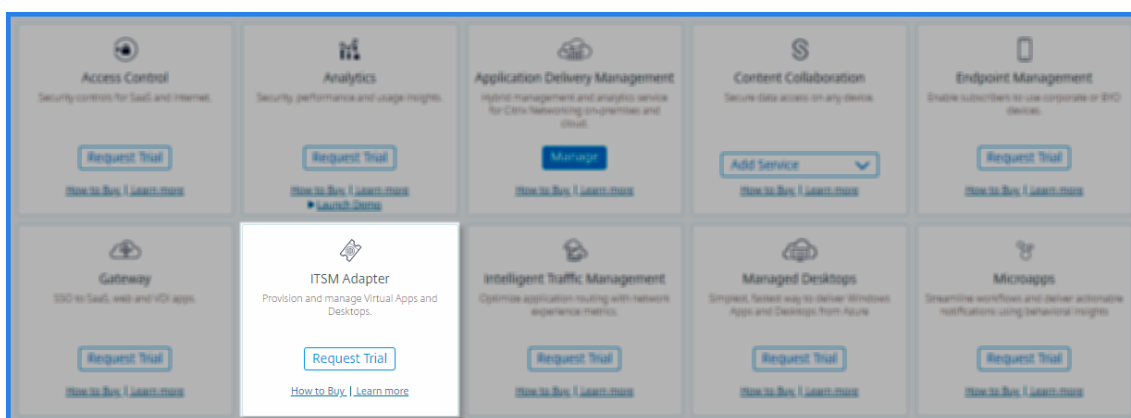 Access Control
Security controls for SaaS and Internet.
Request Trial
How to Buy | Learn more
Analytics
Security, performance and usage insights.
Request Trial
How to Buy | Learn more
Launch Demo
Application Delivery Management
Hybrid management and analytics service
for Citrix Networking on-premises and
cloud.
Manage
How to Buy | Learn more
Content Collaboration
Secure data access on any device.
Add Service
How to Buy | Learn more
Endpoint Management
Enable subscribers to use corporate or BYO
devices.
Request Trial
How to Buy | Learn more
Gateway
SSO to SaaS, web and VDI apps.
Request Trial
How to Buy | Learn more
ITSM Adapter
Provision and manage Virtual Apps and
Desktops.
Request Trial
How to Buy | Learn more
Intelligent Traffic Management
Optimize application routing with network
experience metrics.
Request Trial
How to Buy | Learn more
Managed Desktops
Simplest, fastest way to deliver Windows
Apps and Desktops from Azure
Request Trial
How to Buy | Learn more
Microapps
Streamline workflows and deliver actionable
notifications using behavioral insights
Request Trial
How to Buy | Learn more